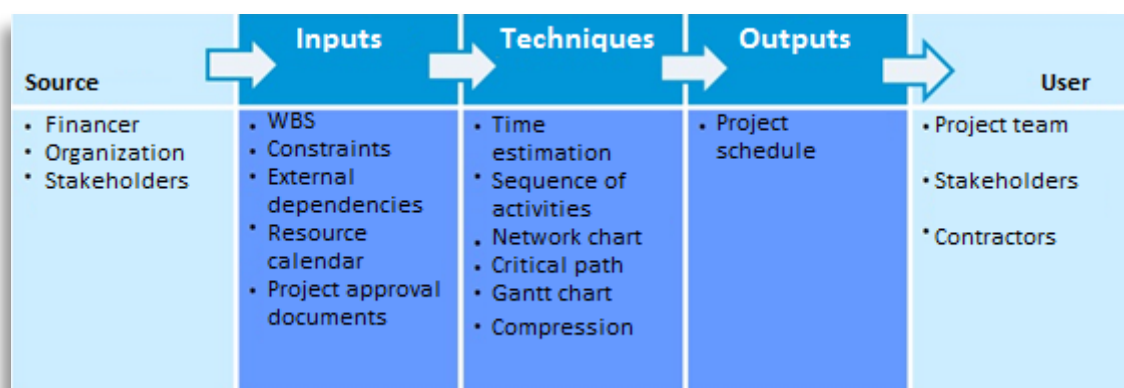 Source
• Financer
• Organization
• Stakeholders
Inputs
• WBS
• Constraints
• External
dependencies
• Resource
calendar
• Project approval
documents
Techniques
• Time
estimation
• Sequence of
activities
• Network chart
• Critical path
• Gantt chart
• Compression
Outputs
• Project
schedule
User
• Project team
• Stakeholders
• Contractors